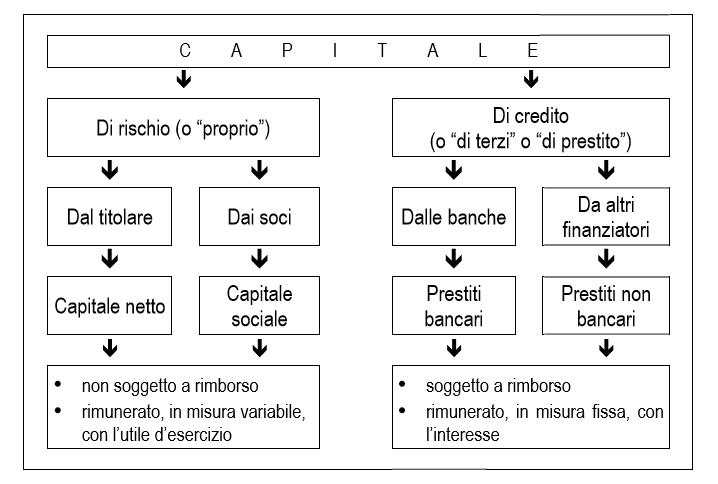 C A P I T A L E
Di rischio (o “proprio”)
Di credito
(o “di terzi” o “di prestito”)
Dal titolare
Dai soci
Dalle banche
Da altri
finanziatori
Capitale netto
Capitale
sociale
Prestiti
bancari
Prestiti non
bancari
• non soggetto a rimborso
• rimunerato, in misura variabile,
con l’utile d’esercizio
• soggetto a rimborso
• rimunerato, in misura fissa, con
l’interesse